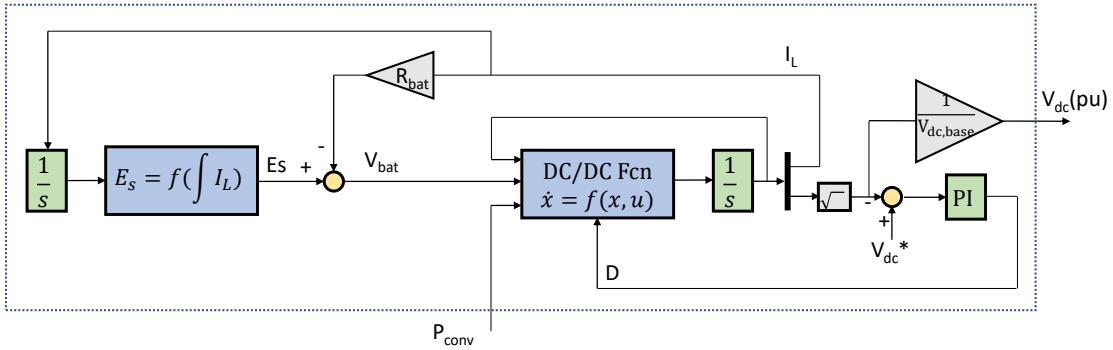 I_L
R_bat
1
V_dc,base
V_dc(pu)
-
1
s
E_s = f(∫ I_L)
Es
+
V_bat
DC/DC Fcn
ẋ = f(x, u)
1
s
√
-
+
PI
V_dc*
D
P_conv